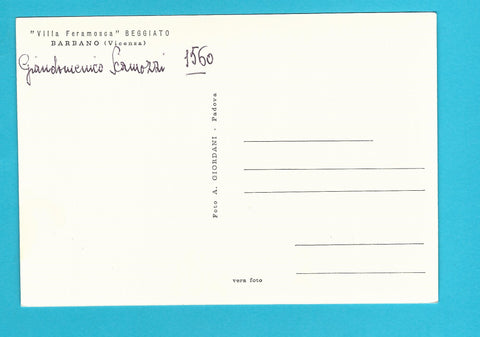 "Villa Feramosca" BEGGIATO
BARBANO (Vicenza)
Giandomenico Scamozzi 1560
Foto A. GIORDANI - Padova
vera foto